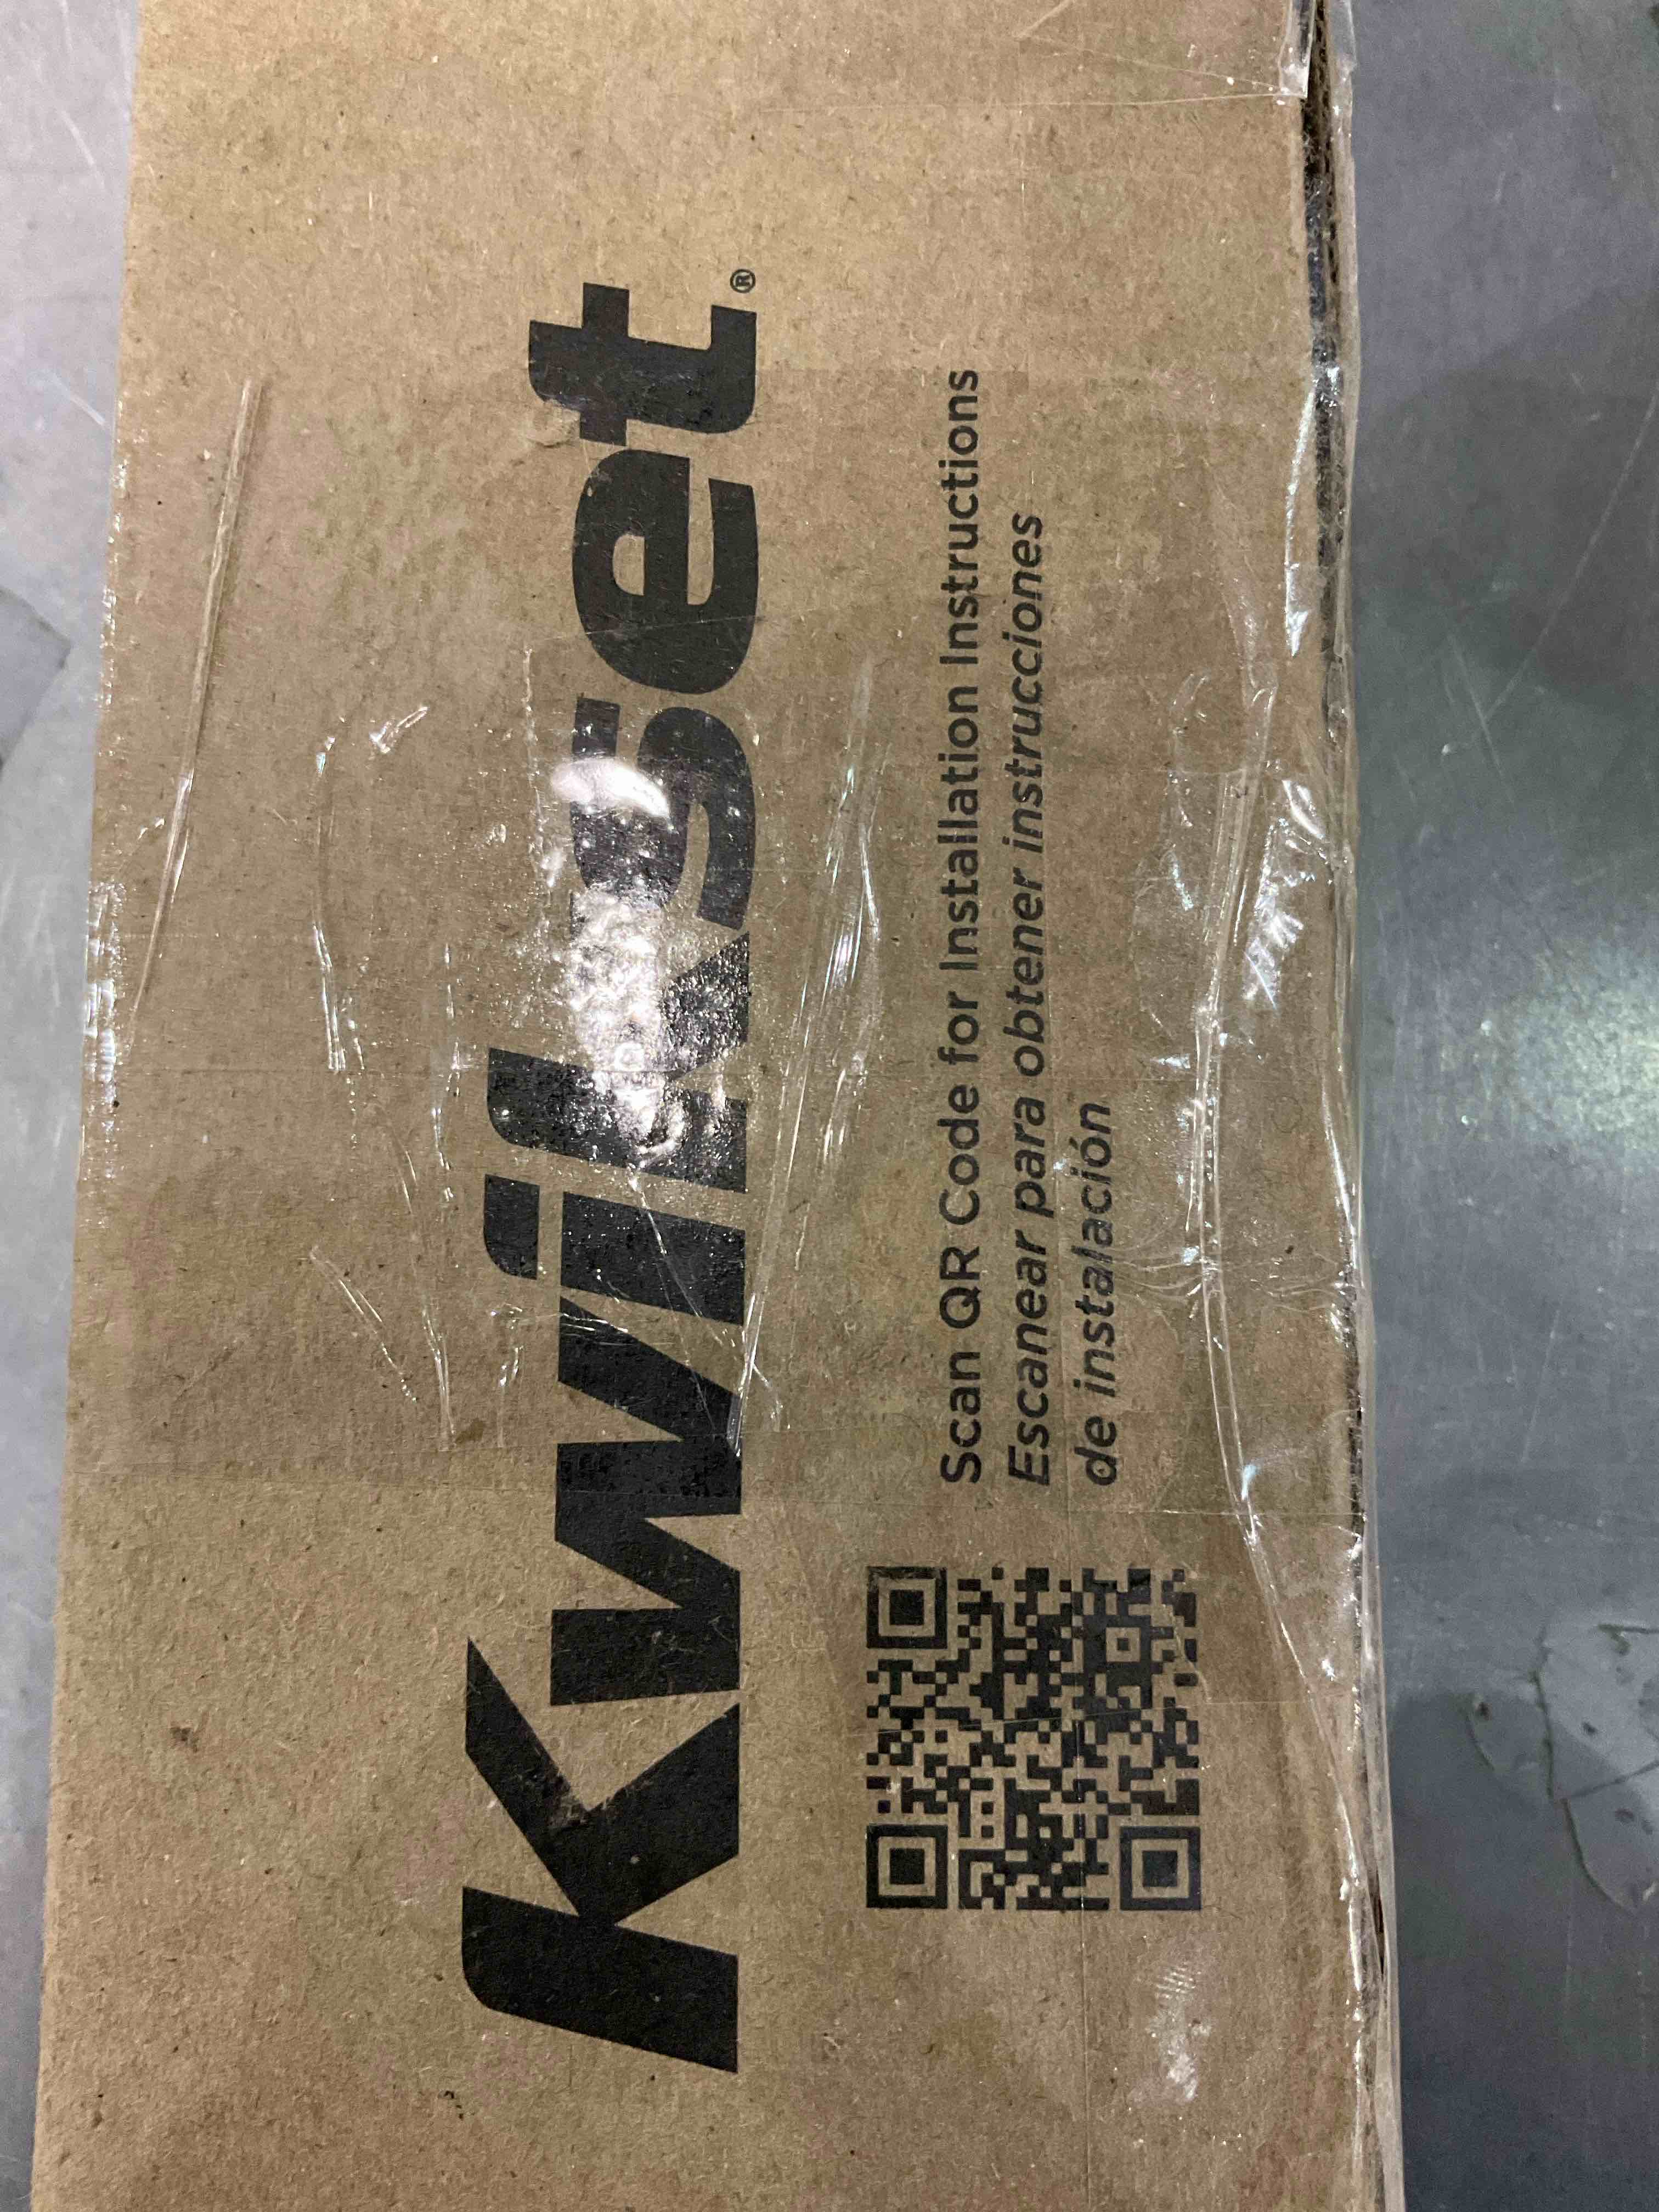 Kwikset®
Scan QR Code for Installation Instructions
Escanear para obtener instrucciones
de instalación